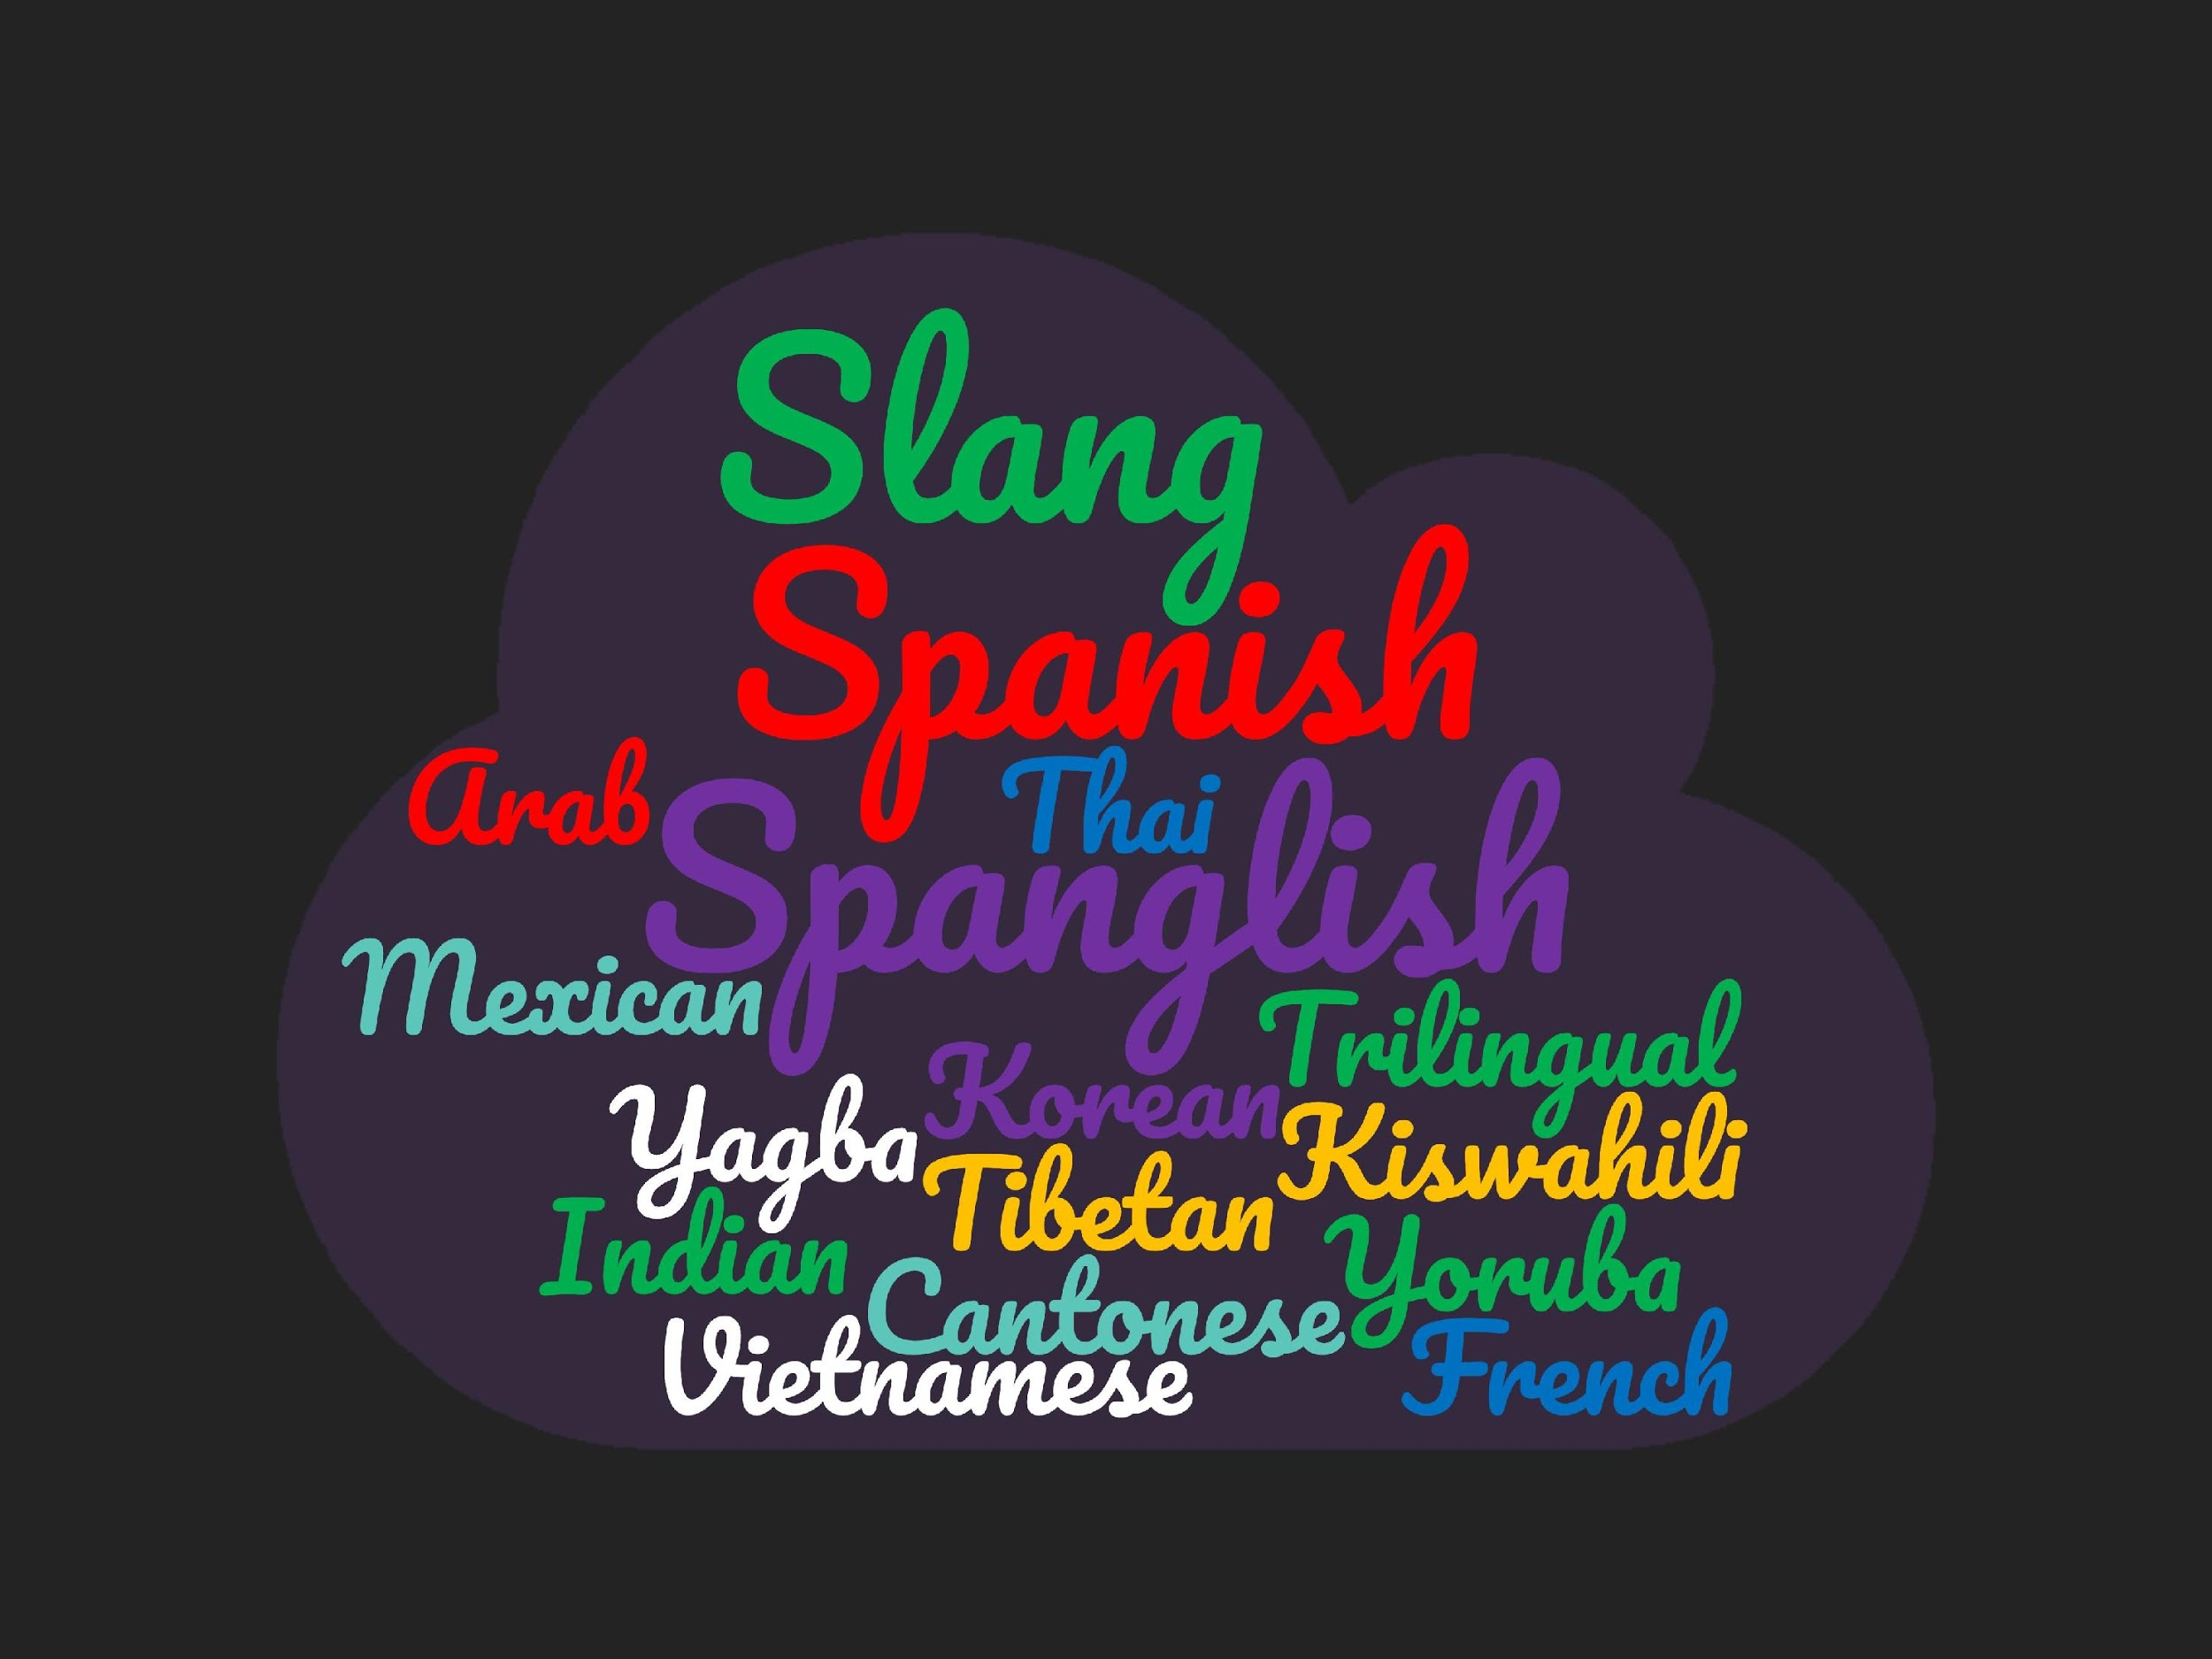 Slang
Spanish
Arab
Thai
Spanglish
Mexican
Trilingual
Korean
Yagba
Kiswahili
Tibetan
Indian
Yoruba
Cantonese
Vietnamese
French